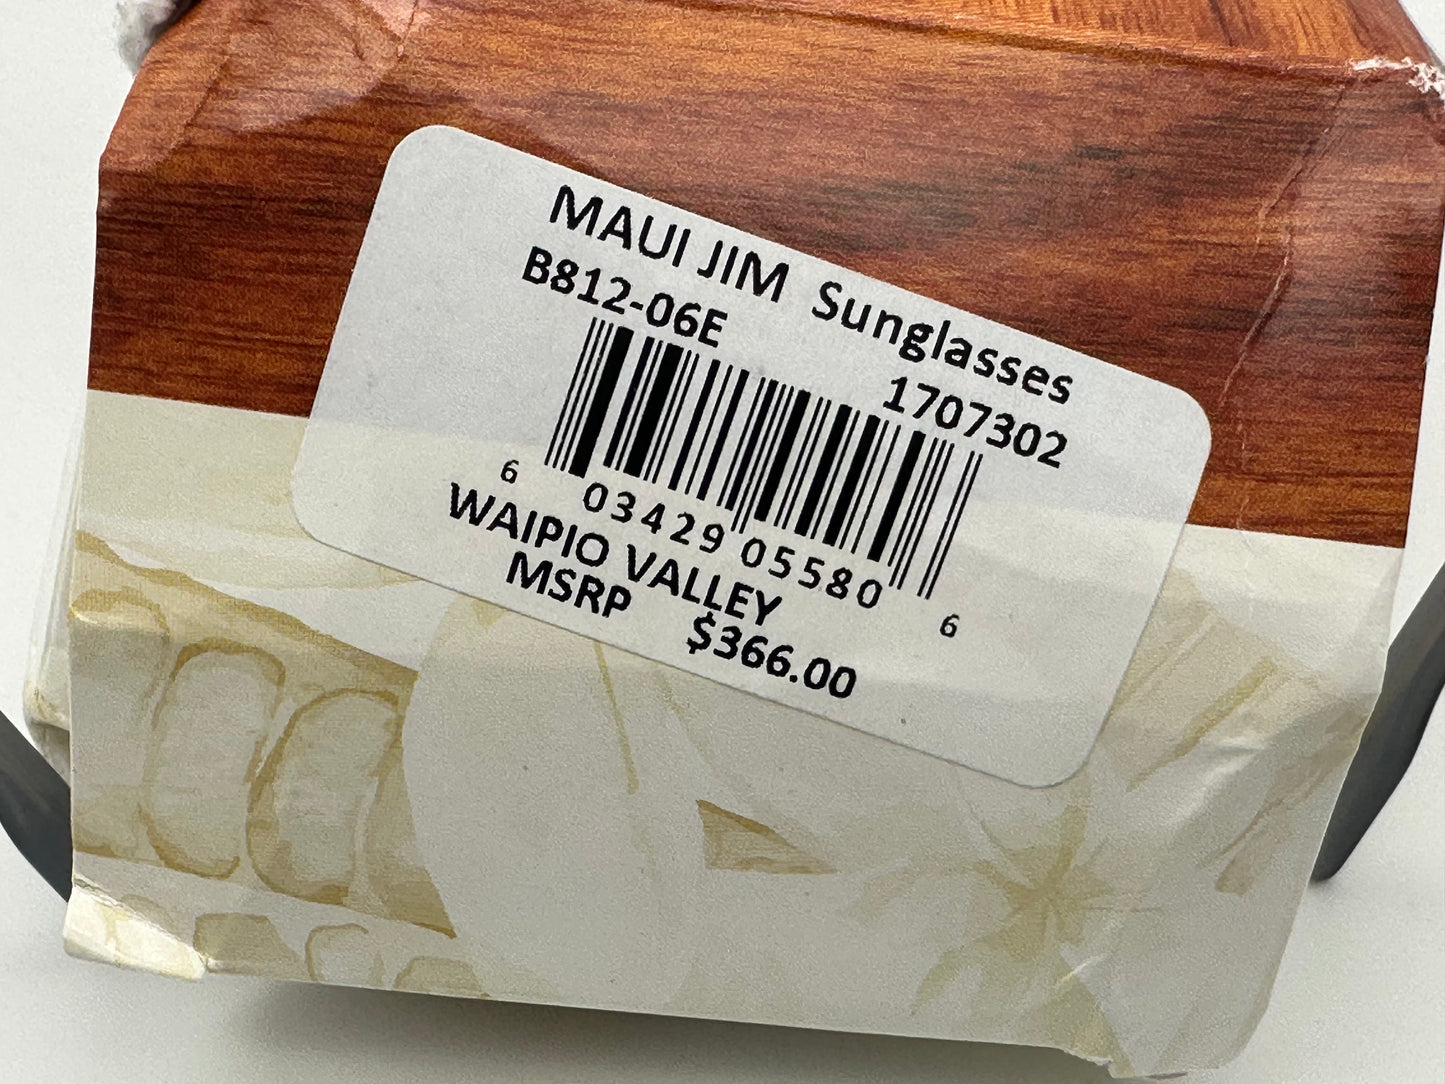 MAUI JIM Sunglasses
B812-06E
1707302
6 03429 05580 6
WAIPIO VALLEY
MSRP $366.00